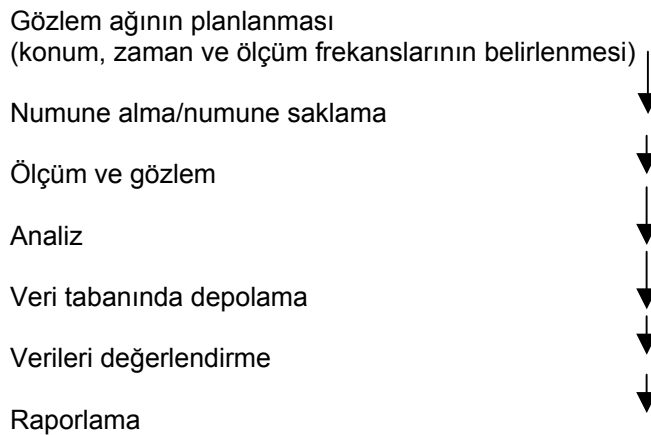 Gözlem ağının planlanması
(konum, zaman ve ölçüm frekanslarının belirlenmesi)
Numune alma/numune saklama
Ölçüm ve gözlem
Analiz
Veri tabanında depolama
Verileri değerlendirme
Raporlama